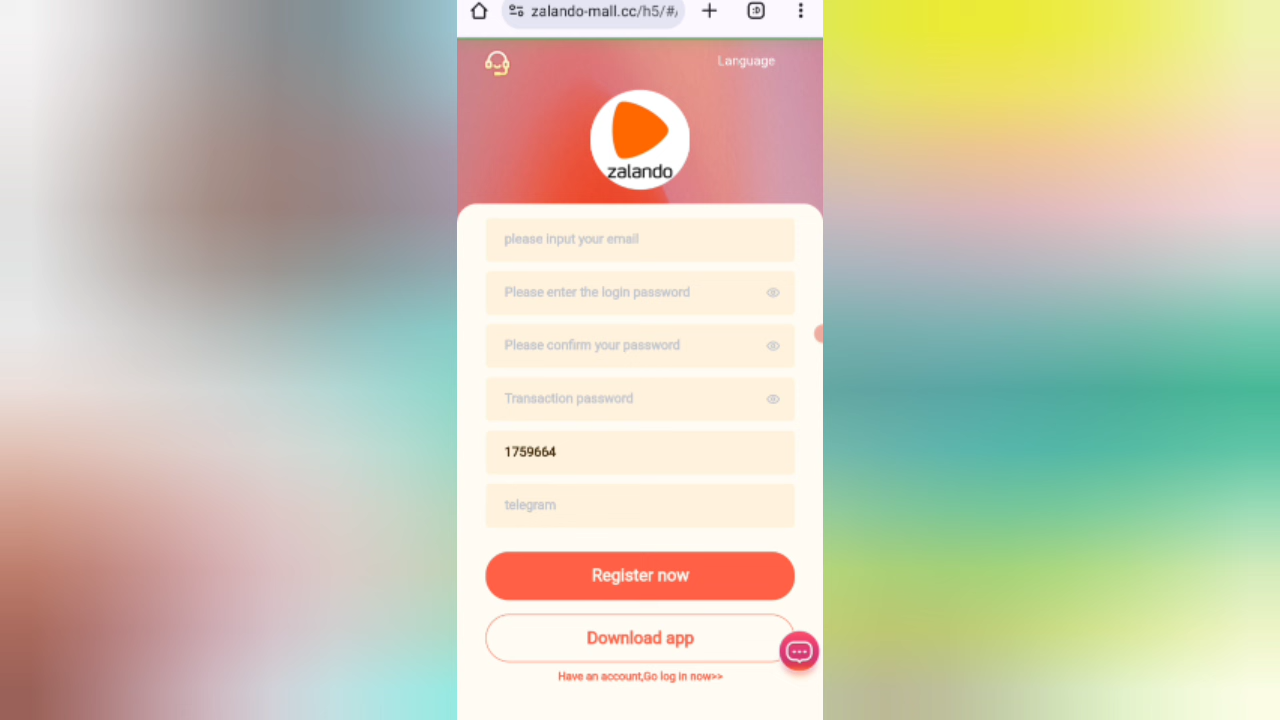 zalando-mall.cc/h5/#/
:D
Language
zalando
please input your email
Please enter the login password
Please confirm your password
Transaction password
1759664
telegram
Register now
Download app
Have an account,Go log in now>>